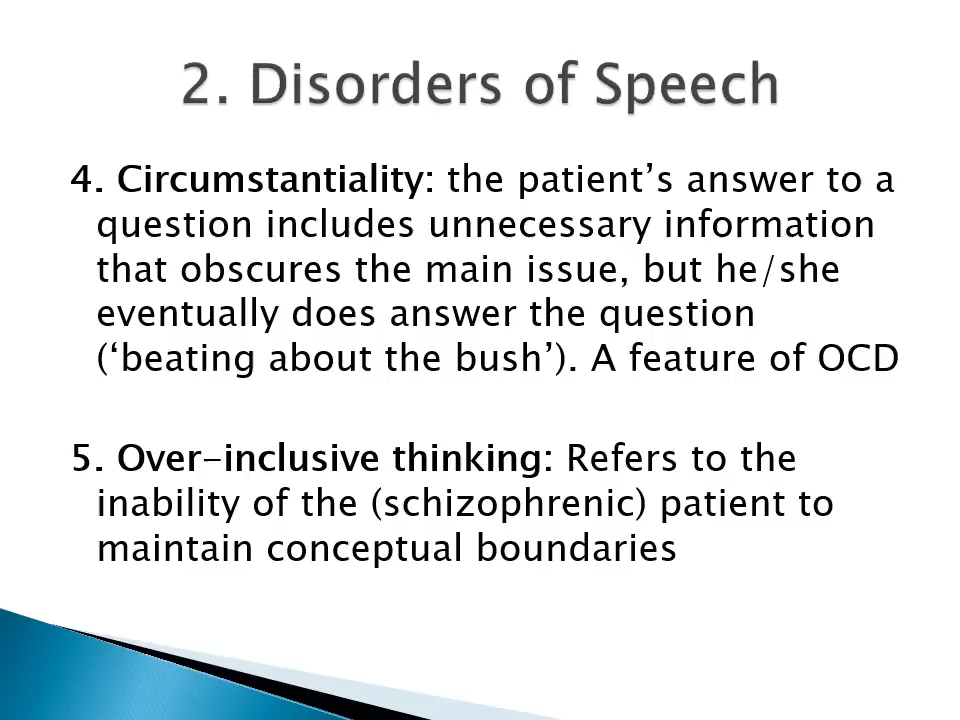 2. Disorders of Speech
4. Circumstantiality: the patient’s answer to a
question includes unnecessary information
that obscures the main issue, but he/she
eventually does answer the question
(‘beating about the bush’). A feature of OCD
5. Over-inclusive thinking: Refers to the
inability of the (schizophrenic) patient to
maintain conceptual boundaries